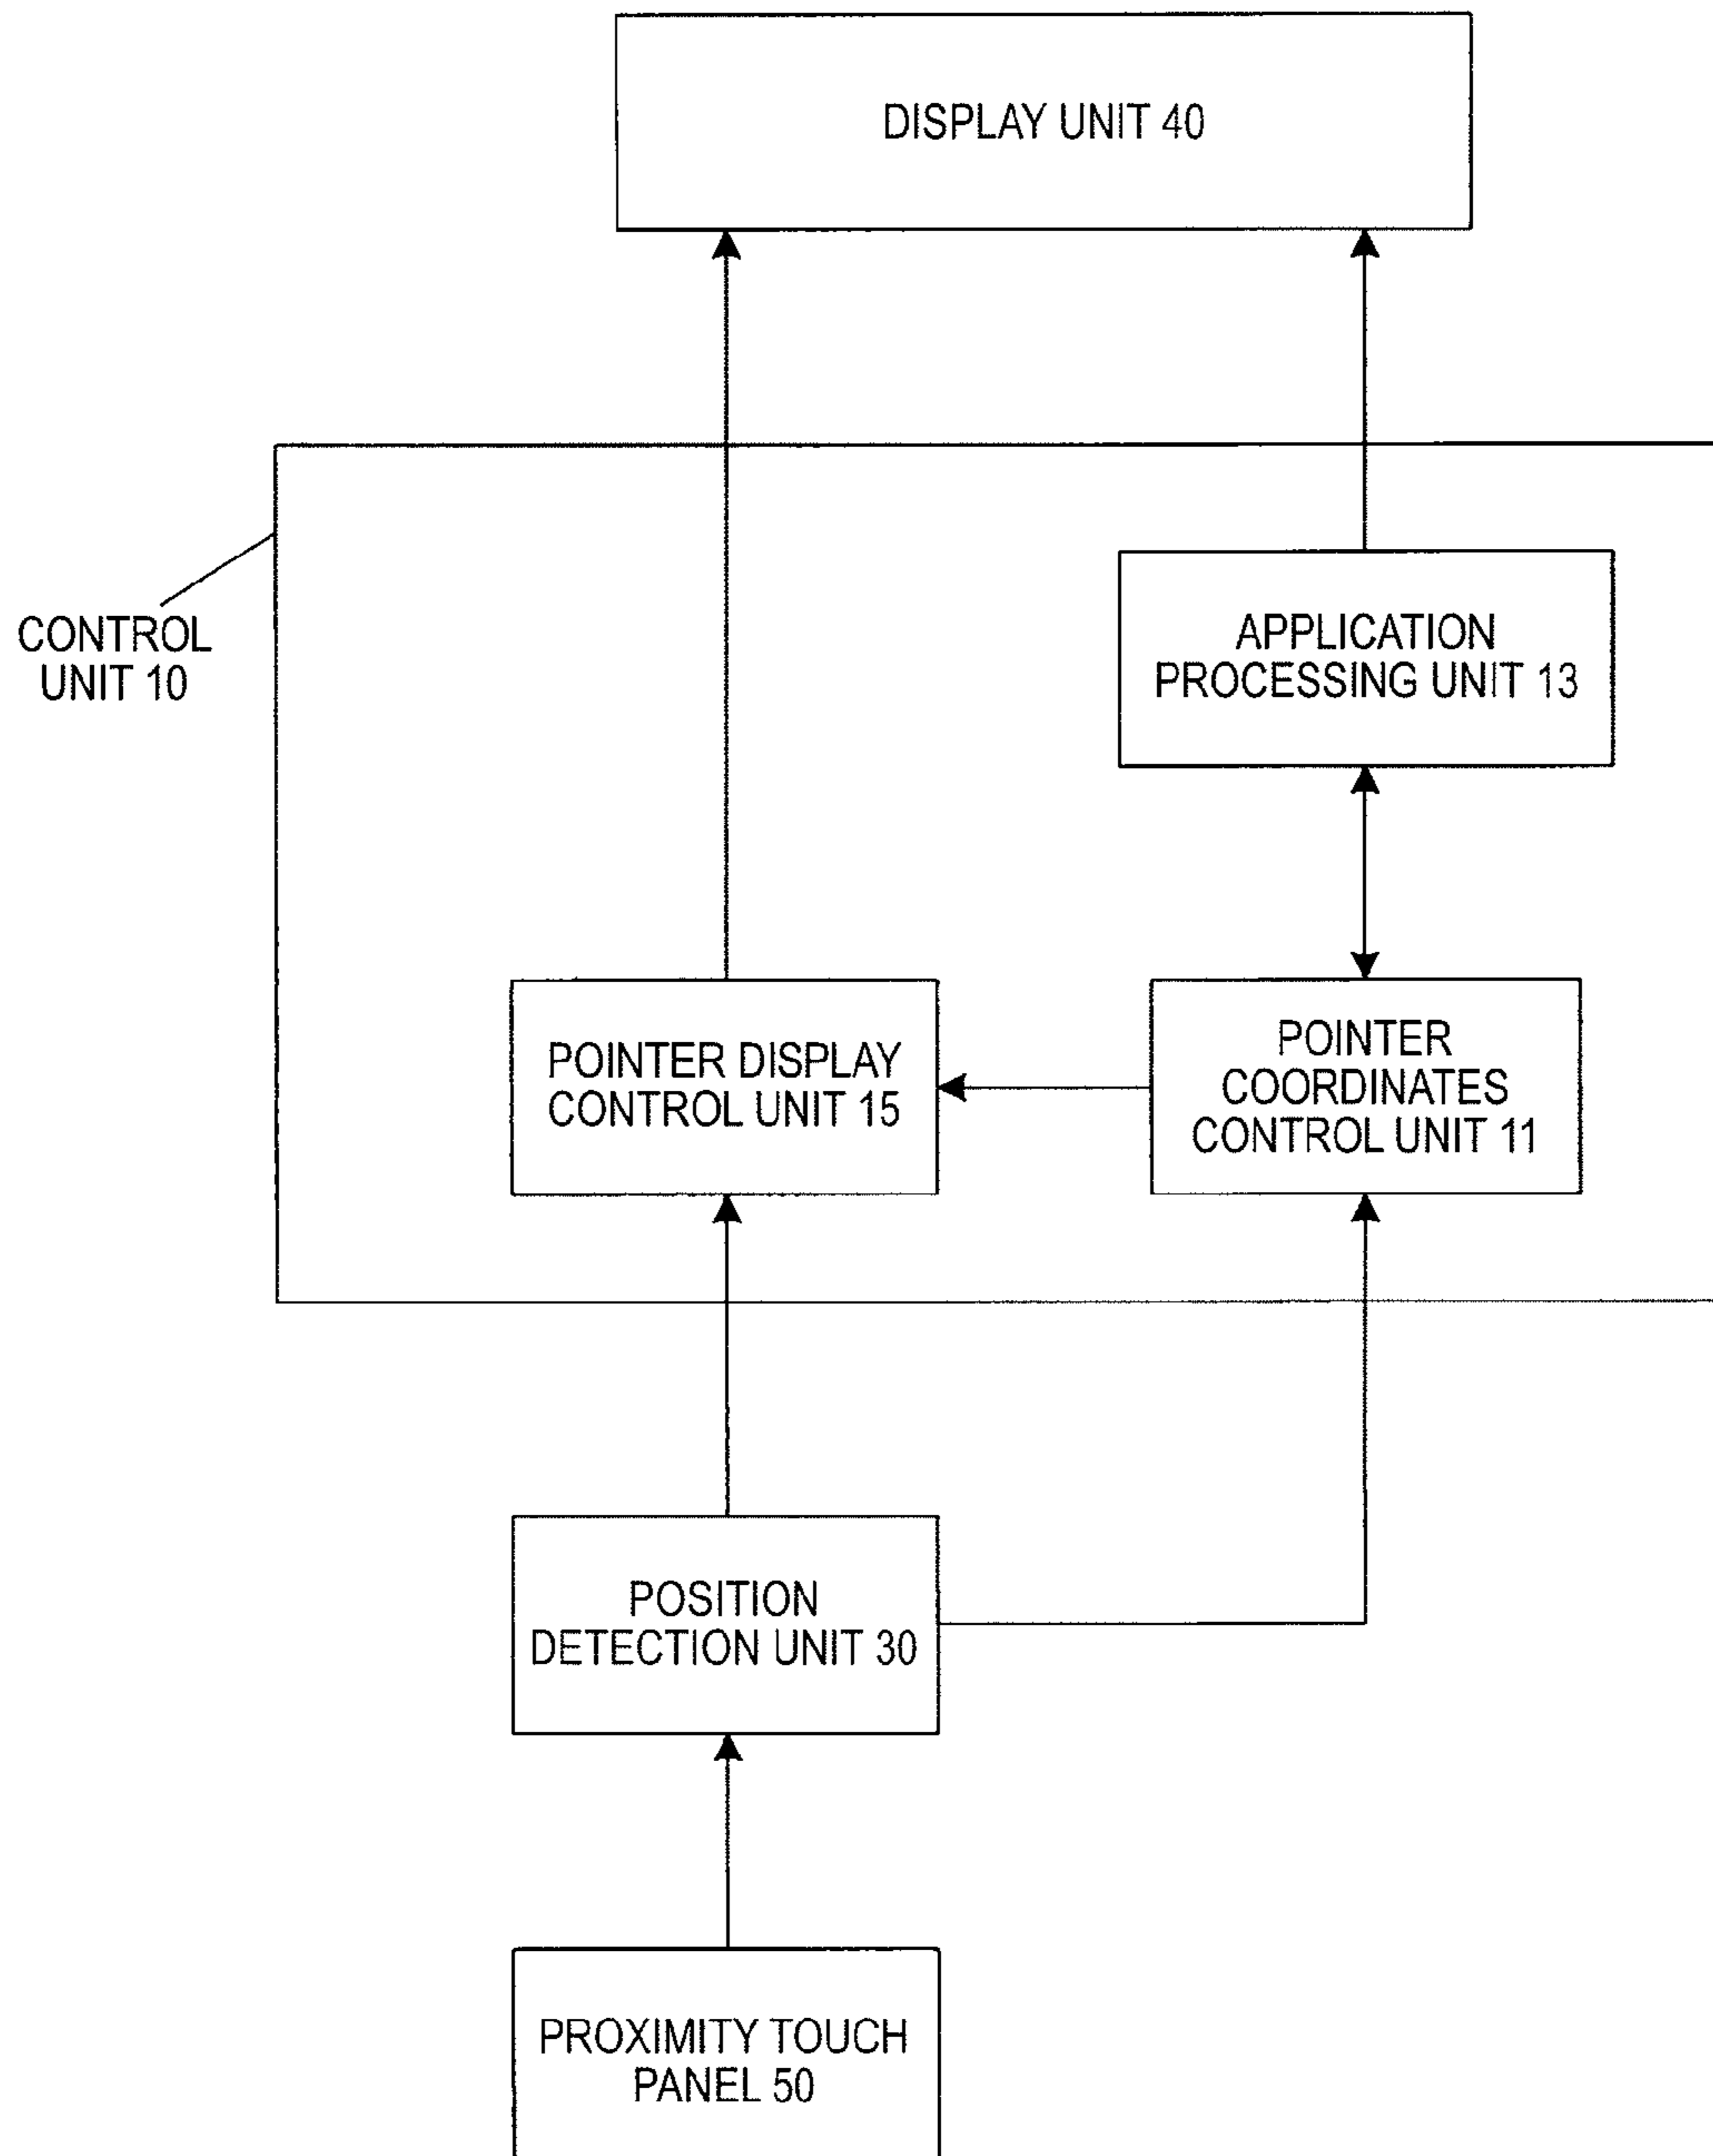 DISPLAY UNIT 40
CONTROL
UNIT 10
APPLICATION
PROCESSING UNIT 13
POINTER DISPLAY
CONTROL UNIT 15
POINTER
COORDINATES
CONTROL UNIT 11
POSITION
DETECTION UNIT 30
PROXIMITY TOUCH
PANEL 50